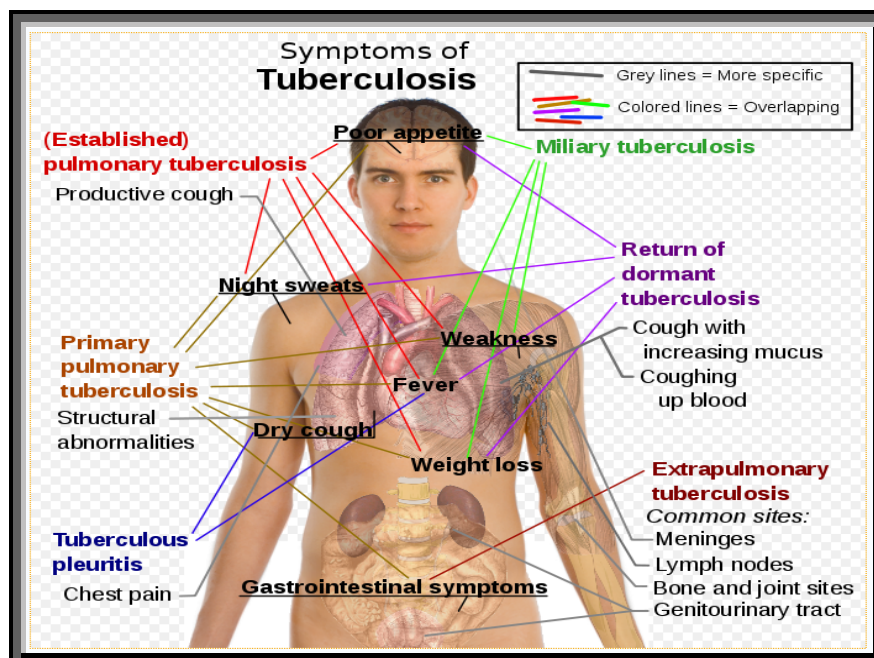 Symptoms of
Tuberculosis
Grey lines = More specific
Colored lines = Overlapping
(Established)
pulmonary tuberculosis
Productive cough
Poor appetite
Miliary tuberculosis
Night sweats
Return of
dormant
tuberculosis
Primary
pulmonary
tuberculosis
Structural
abnormalities
Weakness
Fever
Dry cough
Weight loss
Cough with
increasing mucus
Coughing
up blood
Tuberculous
pleuritis
Chest pain
Gastrointestinal symptoms
Extrapulmonary
tuberculosis
Common sites:
Meninges
Lymph nodes
Bone and joint sites
Genitourinary tract